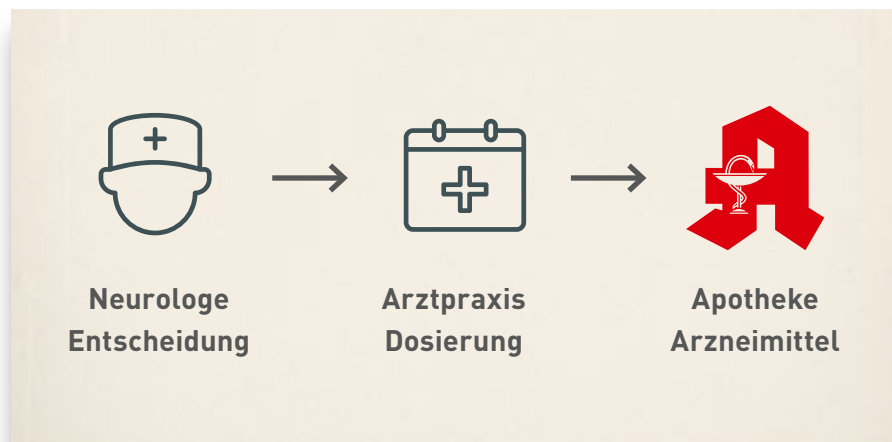 Neurologe
Entscheidung
Arztpraxis
Dosierung
Apotheke
Arzneimittel